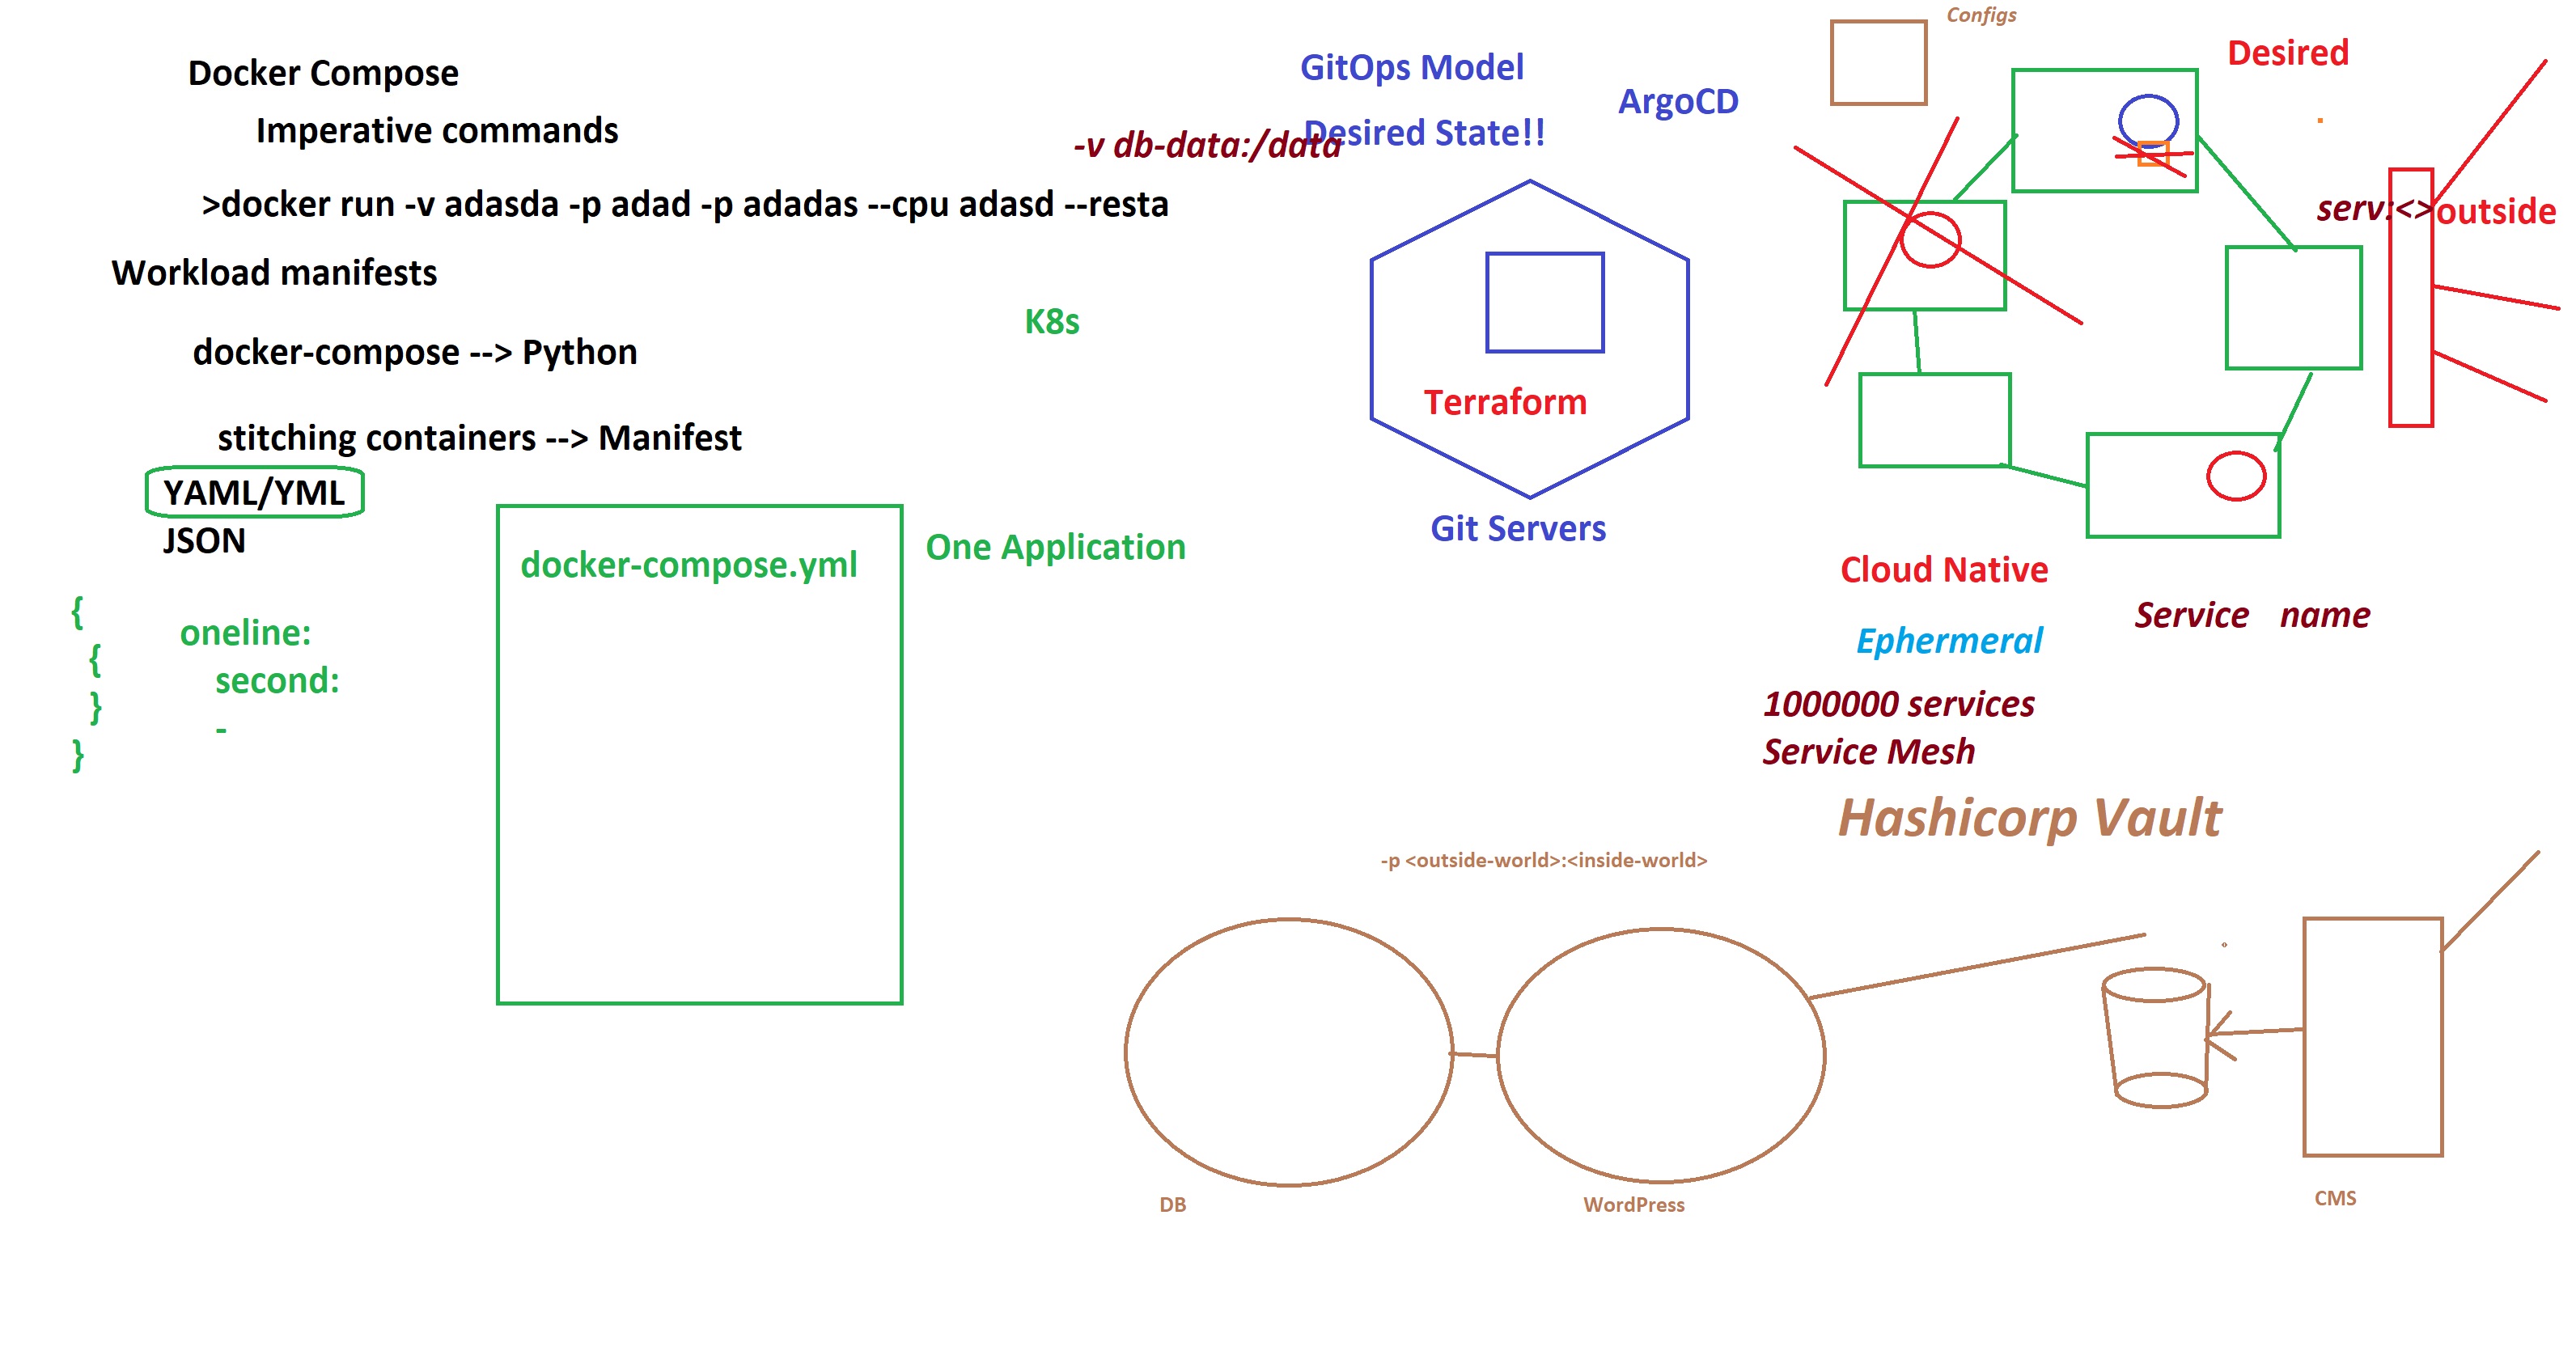 Docker Compose
Imperative commands
>docker run -v adasda -p adad -p adadas --cpu adasd --resta
Workload manifests
docker-compose --> Python
stitching containers --> Manifest
YAML/YML
JSON
{
{
}
}
oneline:
second:
-
docker-compose.yml
One Application
K8s
-v db-data:/data
GitOps Model
Desired State!!
ArgoCD
Terraform
Git Servers
Configs
Desired
serv:<>
outside
Cloud Native
Ephermeral
Service   name
1000000 services
Service Mesh
Hashicorp Vault
-p <outside-world>:<inside-world>
DB
WordPress
CMS